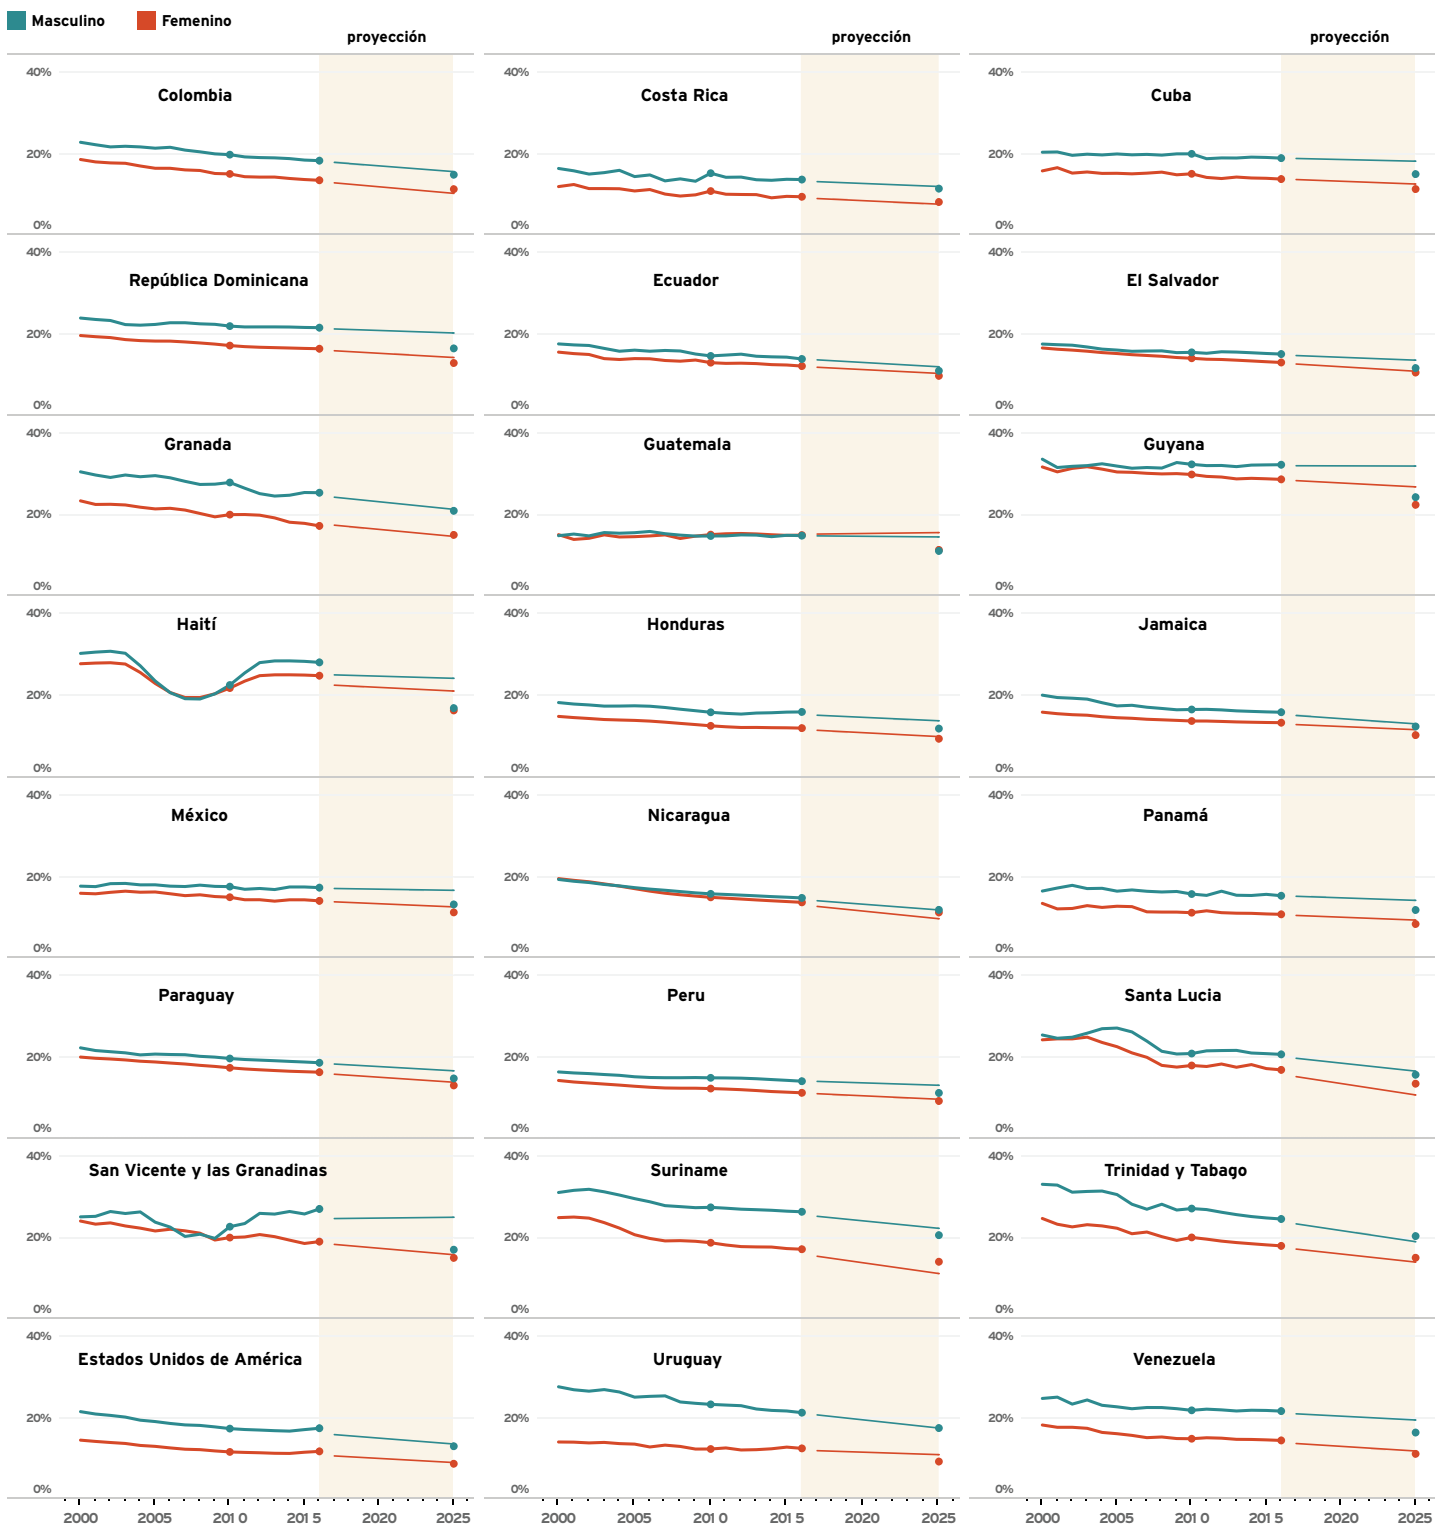 Masculino Femenino
proyección proyección proyección
40% 40% 40%
Colombia Costa Rica Cuba
20% 20% 20%
0% 0% 0%
40% 40% 40%
República Dominicana Ecuador El Salvador
20% 20% 20%
0% 0% 0%
40% 40% 40%
Granada Guatemala Guyana
20% 20% 20%
0% 0% 0%
40% 40% 40%
Haití Honduras Jamaica
20% 20% 20%
0% 0% 0%
40% 40% 40%
México Nicaragua Panamá
20% 20% 20%
0% 0% 0%
40% 40% 40%
Paraguay Peru Santa Lucia
20% 20% 20%
0% 0% 0%
40% 40% 40%
San Vicente y las Granadinas Suriname Trinidad y Tabago
20% 20% 20%
0% 0% 0%
40% 40% 40%
Estados Unidos de América Uruguay Venezuela
20% 20% 20%
0% 0% 0%
2000 2005 2010 2015 2020 2025 2000 2005 2010 2015 2020 2025 2000 2005 2010 2015 2020 2025